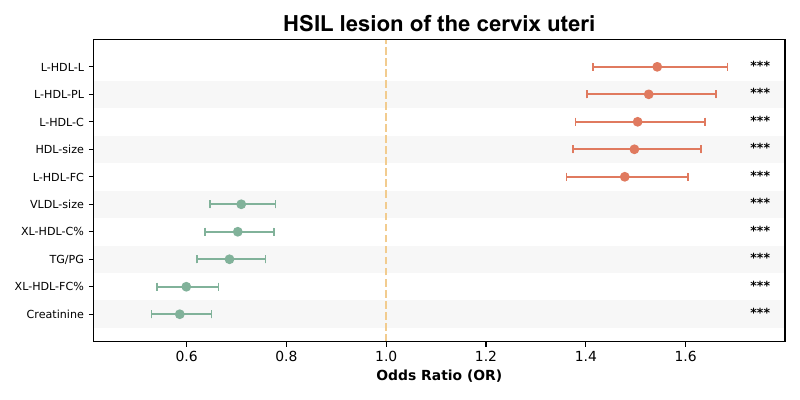 HSIL lesion of the cervix uteri
L-HDL-L ***
L-HDL-PL ***
L-HDL-C ***
HDL-size ***
L-HDL-FC ***
VLDL-size ***
XL-HDL-C% ***
TG/PG ***
XL-HDL-FC% ***
Creatinine ***
0.6 0.8 1.0 1.2 1.4 1.6
Odds Ratio (OR)